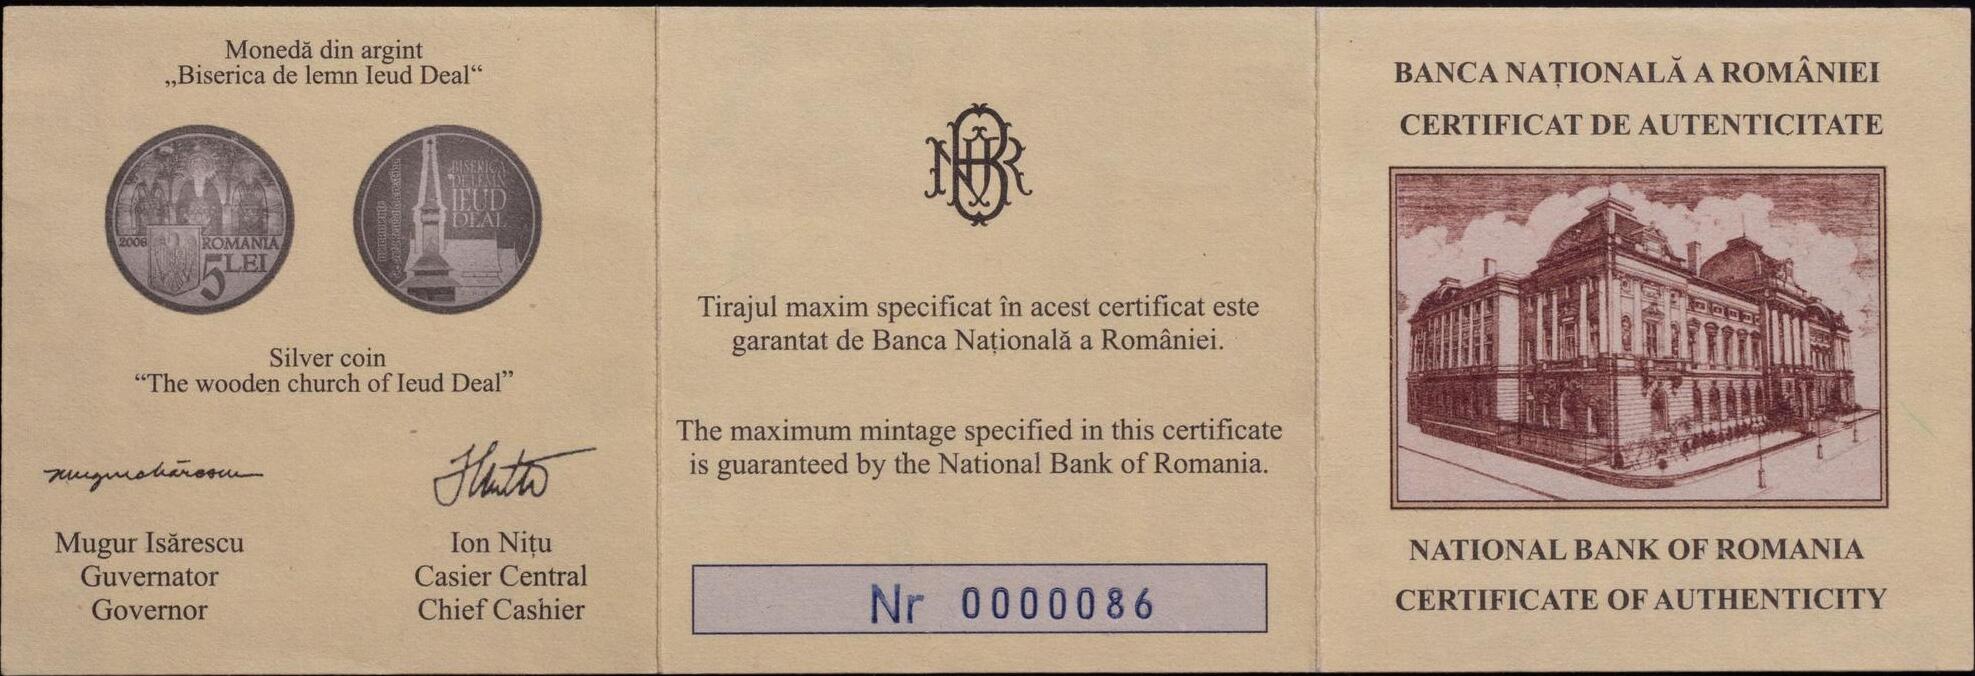 Monedă din argint
„Biserica de lemn Ieud Deal“
2006
ROMANIA
5 LEI
BISERICA
DE LEMN
IEUD
DEAL
Silver coin
“The wooden church of Ieud Deal”
Mugur Isărescu
Guvernator
Governor
Ion Nițu
Casier Central
Chief Cashier
BNR
Tirajul maxim specificat în acest certificat este
garantat de Banca Națională a României.
The maximum mintage specified in this certificate
is guaranteed by the National Bank of Romania.
Nr 0000086
BANCA NAȚIONALĂ A ROMÂNIEI
CERTIFICAT DE AUTENTICITATE
NATIONAL BANK OF ROMANIA
CERTIFICATE OF AUTHENTICITY